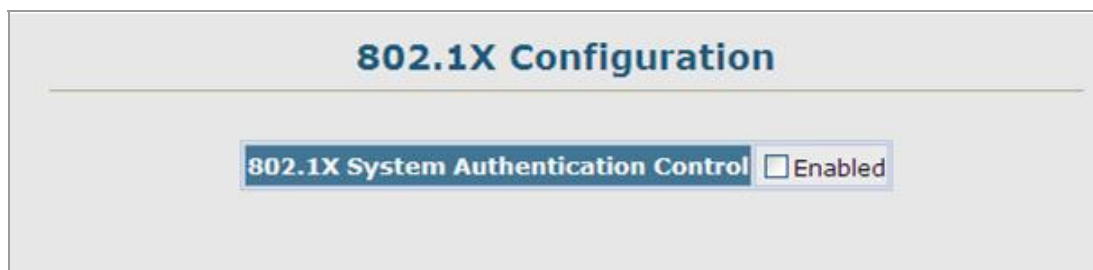 802.1X Configuration
802.1X System Authentication Control Enabled